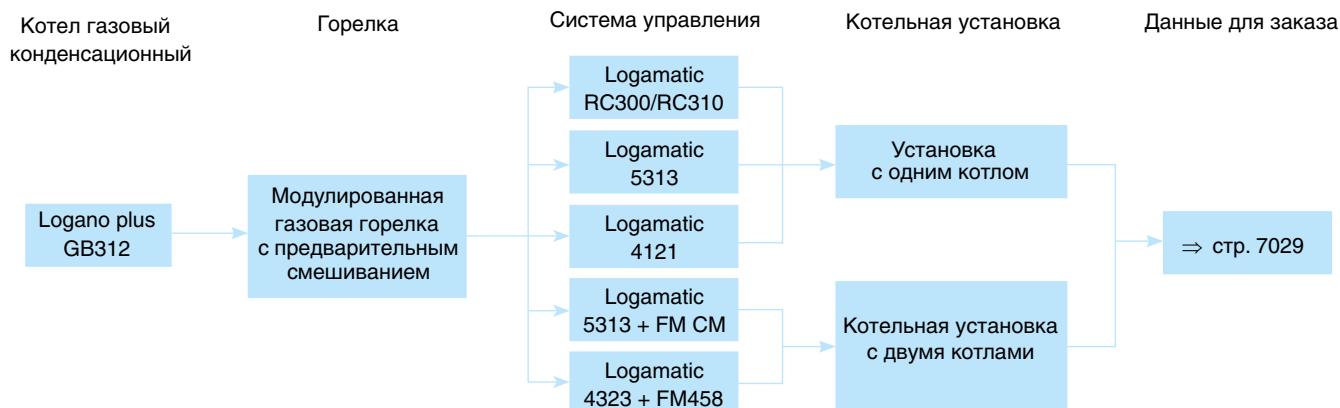 Котел газовый
конденсационный
Горелка
Система управления
Котельная установка
Данные для заказа
Logano plus
GB312
Модулированная
газовая горелка
с предварительным
смешиванием
Logamatic
RC300/RC310
Logamatic
5313
Logamatic
4121
Logamatic
5313 + FM CM
Logamatic
4323 + FM458
Установка
с одним котлом
Котельная установка
с двумя котлами
⇒ стр. 7029